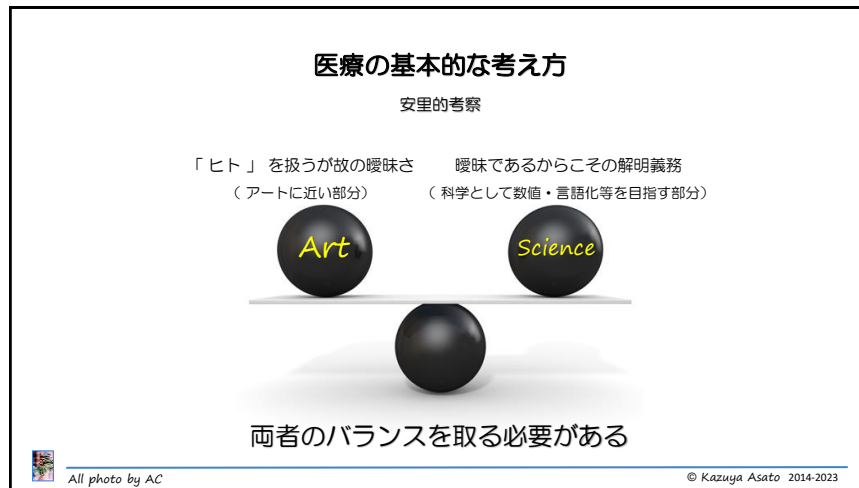 医療の基本的な考え方
安里的考察
「 ヒト 」 を扱うが故の曖昧さ
（ アートに近い部分）
曖昧であるからこその解明義務
（ 科学として数値・言語化等を目指す部分）
Art
Science
両者のバランスを取る必要がある
All photo by AC
© Kazuya Asato 2014-2023